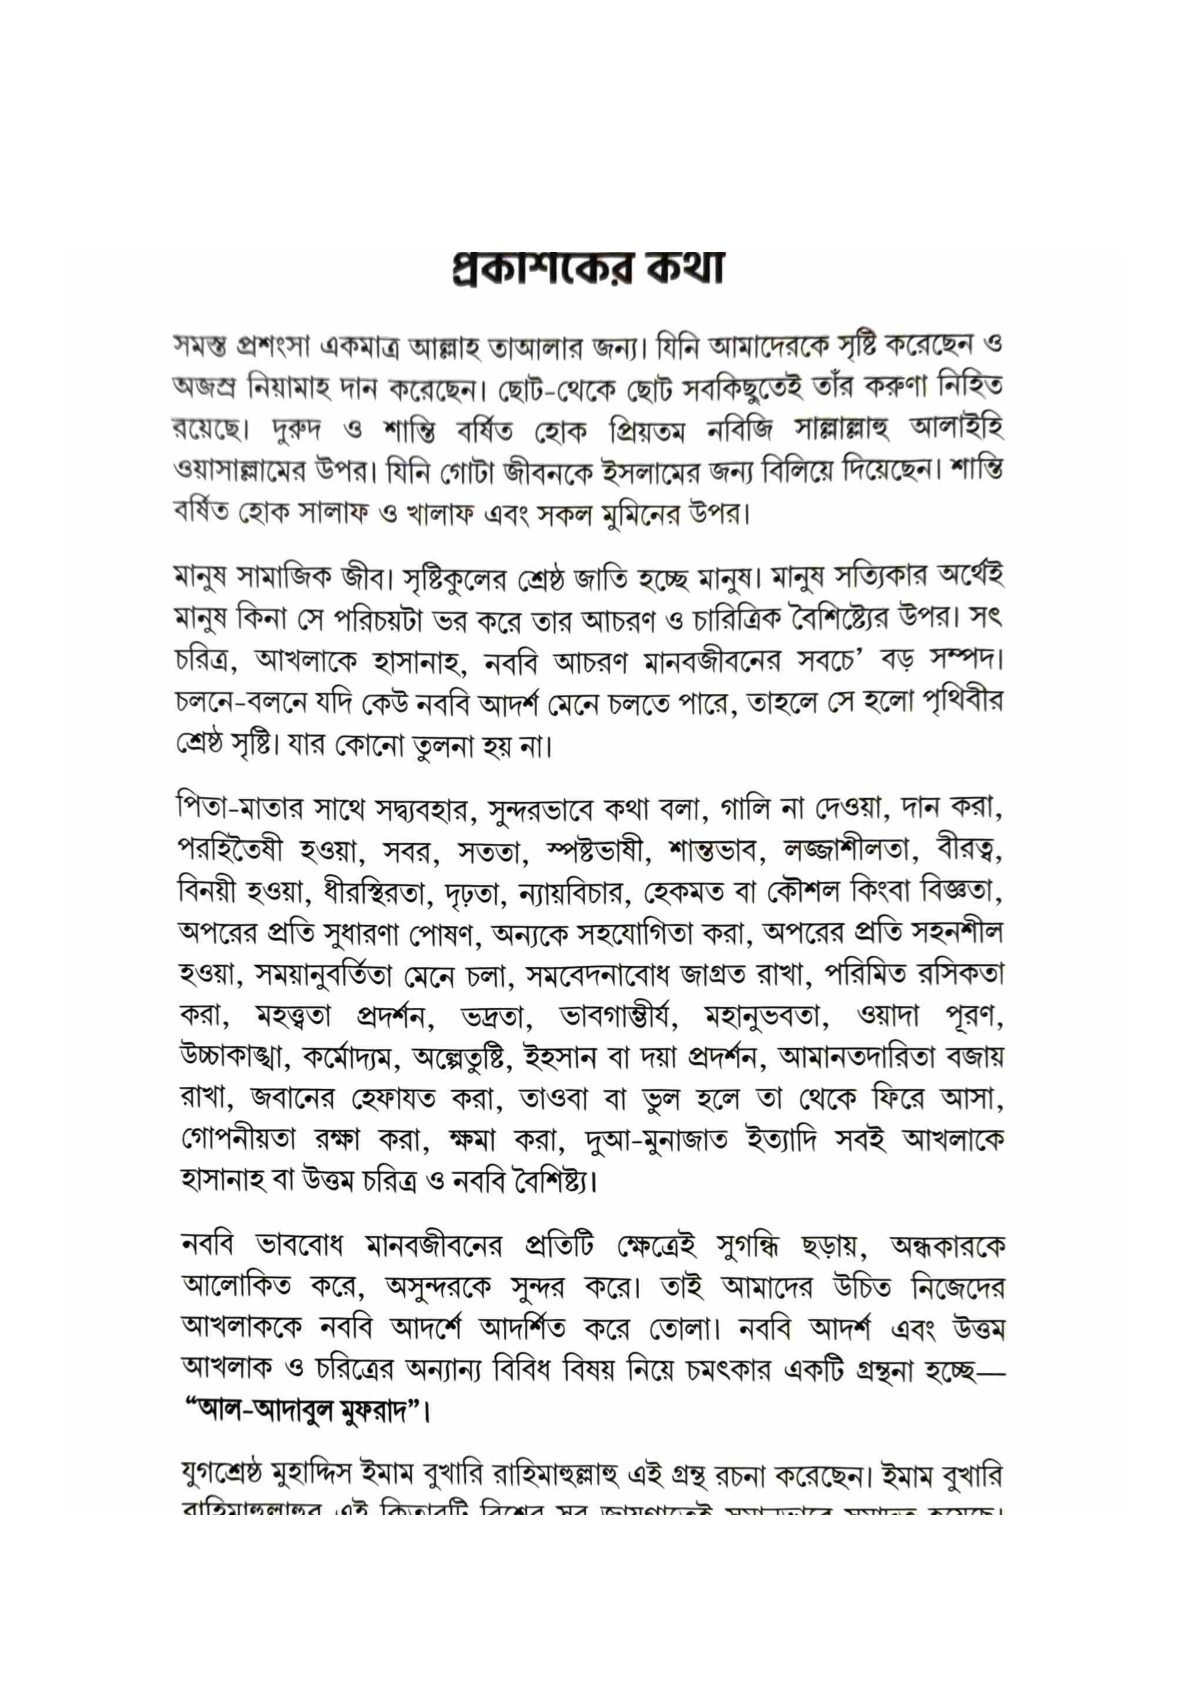 প্রকাশকের কথা
সমস্ত প্রশংসা একমাত্র আল্লাহ তাআলার জন্য। যিনি আমাদেরকে সৃষ্টি করেছেন ও
অজস্র নিয়ামাহ দান করেছেন। ছোট-থেকে ছোট সবকিছুতেই তাঁর করুণা নিহিত
রয়েছে। দুরুদ ও শান্তি বর্ষিত হোক প্রিয়তম নবিজি সাল্লাল্লাহু আলাইহি
ওয়াসাল্লামের উপর। যিনি গোটা জীবনকে ইসলামের জন্য বিলিয়ে দিয়েছেন। শান্তি
বর্ষিত হোক সালাফ ও খালাফ এবং সকল মুমিনের উপর।
মানুষ সামাজিক জীব। সৃষ্টিকুলের শ্রেষ্ঠ জাতি হচ্ছে মানুষ। মানুষ সত্যিকার অর্থেই
মানুষ কিনা সে পরিচয়টা ভর করে তার আচরণ ও চারিত্রিক বৈশিষ্ট্যের উপর। সৎ
চরিত্র, আখলাকে হাসানাহ, নববি আচরণ মানবজীবনের সবচে’ বড় সম্পদ।
চলনে-বলনে যদি কেউ নববি আদর্শ মেনে চলতে পারে, তাহলে সে হলো পৃথিবীর
শ্রেষ্ঠ সৃষ্টি। যার কোনো তুলনা হয় না।
পিতা-মাতার সাথে সদ্ব্যবহার, সুন্দরভাবে কথা বলা, গালি না দেওয়া, দান করা,
পরহিতৈষী হওয়া, সবর, সততা, স্পষ্টভাষী, শান্তভাব, লজ্জাশীলতা, বীরত্ব,
বিনয়ী হওয়া, ধীরস্থিরতা, দৃঢ়তা, ন্যায়বিচার, হেকমত বা কৌশল কিংবা বিজ্ঞতা,
অপরের প্রতি সুধারণা পোষণ, অন্যকে সহযোগিতা করা, অপরের প্রতি সহনশীল
হওয়া, সময়ানুবর্তিতা মেনে চলা, সমবেদনাবোধ জাগ্রত রাখা, পরিমিত রসিকতা
করা, মহত্ত্বতা প্রদর্শন, ভদ্রতা, ভাবগাম্ভীর্য, মহানুভবতা, ওয়াদা পূরণ,
উচ্চাকাঙ্খা, কর্মোদ্যম, অল্পেতুষ্টি, ইহসান বা দয়া প্রদর্শন, আমানতদারিতা বজায়
রাখা, জবানের হেফাযত করা, তাওবা বা ভুল হলে তা থেকে ফিরে আসা,
গোপনীয়তা রক্ষা করা, ক্ষমা করা, দুআ-মুনাজাত ইত্যাদি সবই আখলাকে
হাসানাহ বা উত্তম চরিত্র ও নববি বৈশিষ্ট্য।
নববি ভাববোধ মানবজীবনের প্রতিটি ক্ষেত্রেই সুগন্ধি ছড়ায়, অন্ধকারকে
আলোকিত করে, অসুন্দরকে সুন্দর করে। তাই আমাদের উচিত নিজেদের
আখলাককে নববি আদর্শে আদর্শিত করে তোলা। নববি আদর্শ এবং উত্তম
আখলাক ও চরিত্রের অন্যান্য বিবিধ বিষয় নিয়ে চমৎকার একটি গ্রন্থনা হচ্ছে—
“আল-আদাবুল মুফরাদ”।
যুগশ্রেষ্ঠ মুহাদ্দিস ইমাম বুখারি রাহিমাহুল্লাহু এই গ্রন্থ রচনা করেছেন। ইমাম বুখারি